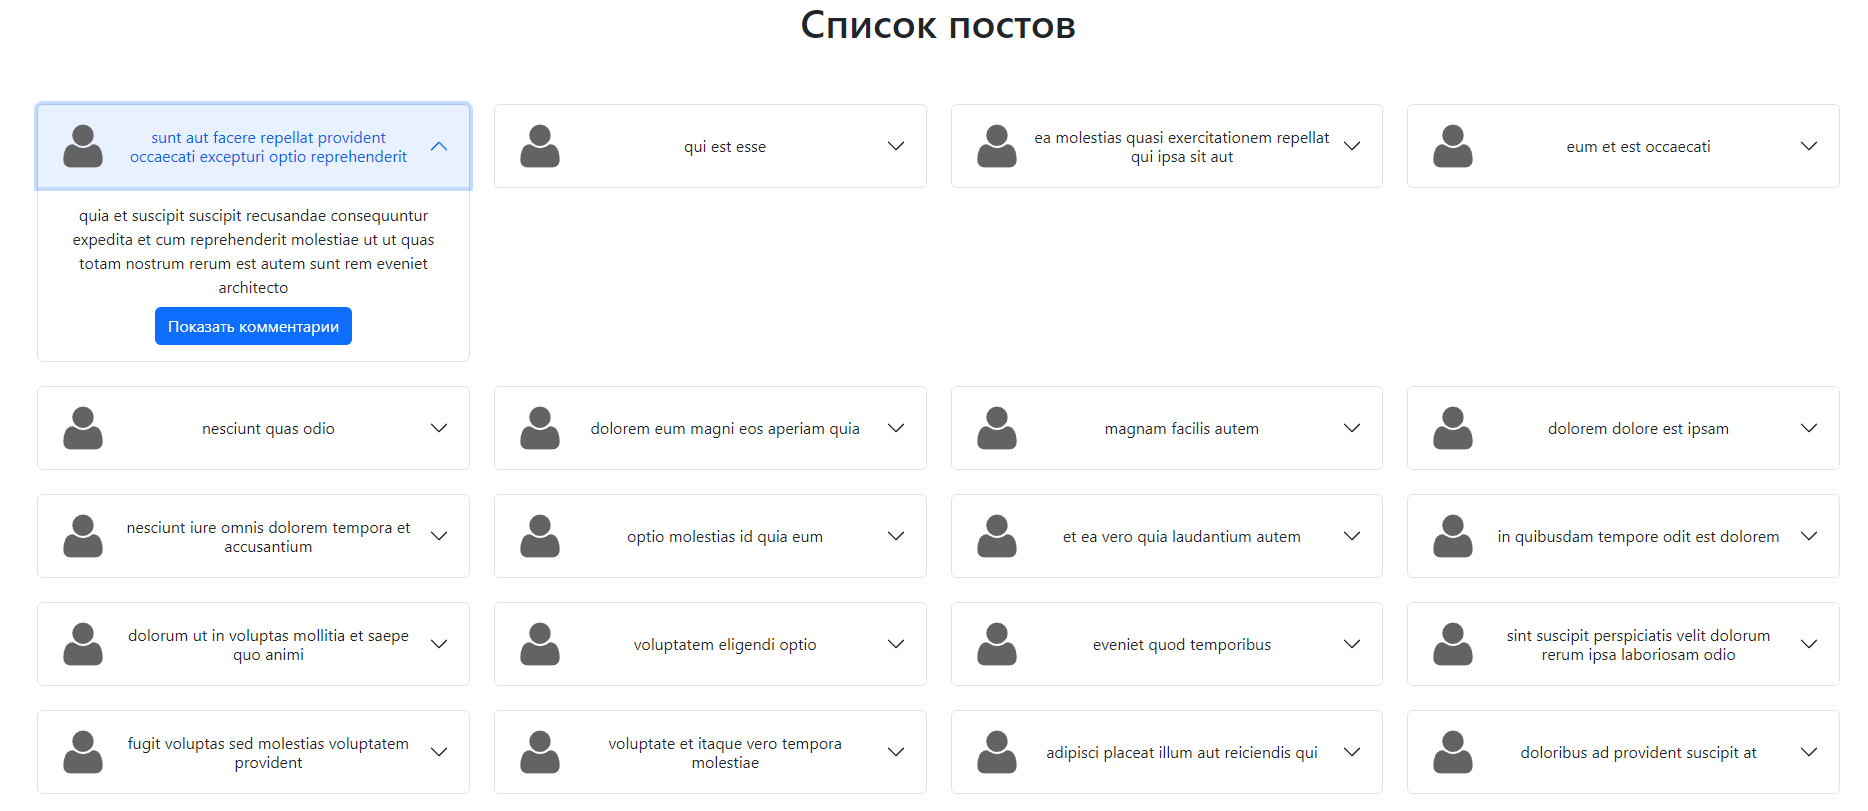 Список постов
sunt aut facere repellat provident
occaecati excepturi optio reprehenderit
qui est esse
ea molestias quasi exercitationem repellat
qui ipsa sit aut
eum et est occaecati
quia et suscipit suscipit recusandae consequuntur
expedita et cum reprehenderit molestiae ut ut quas
totam nostrum rerum est autem sunt rem eveniet
architecto
Показать комментарии
nesciunt quas odio
dolorem eum magni eos aperiam quia
magnam facilis autem
dolorem dolore est ipsam
nesciunt iure omnis dolorem tempora et
accusantium
optio molestias id quia eum
et ea vero quia laudantium autem
in quibusdam tempore odit est dolorem
dolorum ut in voluptas mollitia et saepe
quo animi
voluptatem eligendi optio
eveniet quod temporibus
sint suscipit perspiciatis velit dolorum
rerum ipsa laboriosam odio
fugit voluptas sed molestias voluptatem
provident
voluptate et itaque vero tempora
molestiae
adipisci placeat illum aut reiciendis qui
doloribus ad provident suscipit at